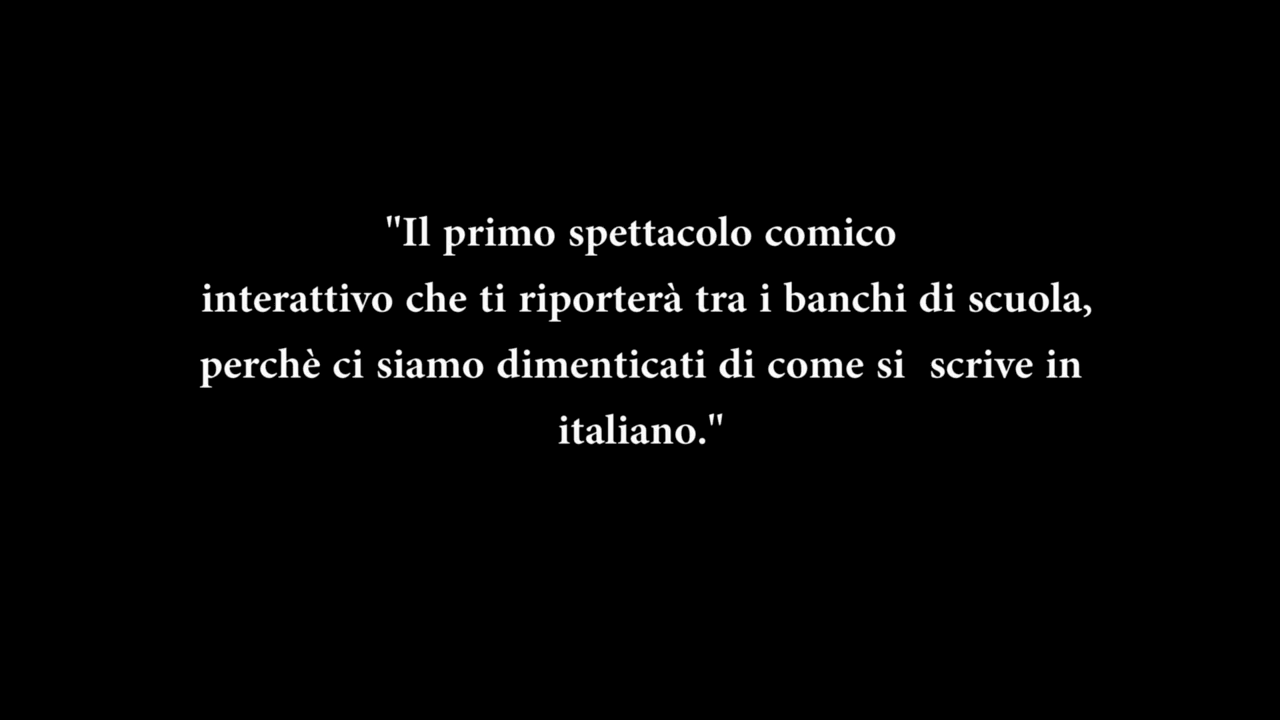 "Il primo spettacolo comico
interattivo che ti riporterà tra i banchi di scuola,
perchè ci siamo dimenticati di come si  scrive in
italiano."